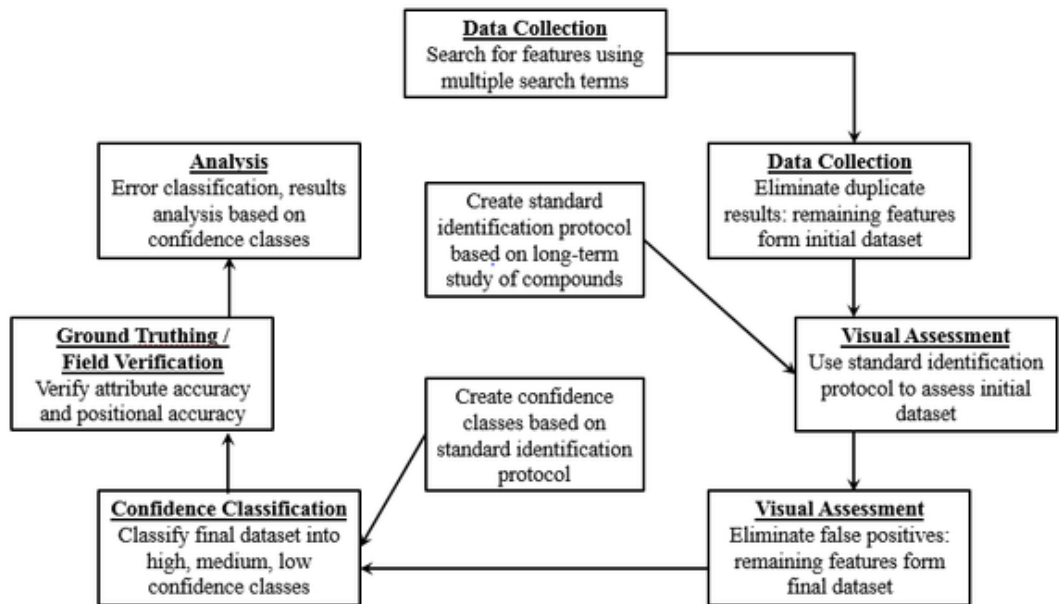 Data Collection
Search for features using
multiple search terms
Data Collection
Eliminate duplicate
results: remaining features
form initial dataset
Create standard
identification protocol
based on long-term
study of compounds
Visual Assessment
Use standard identification
protocol to assess initial
dataset
Visual Assessment
Eliminate false positives:
remaining features form
final dataset
Create confidence
classes based on
standard identification
protocol
Confidence Classification
Classify final dataset into
high, medium, low
confidence classes
Ground Truthing /
Field Verification
Verify attribute accuracy
and positional accuracy
Analysis
Error classification, results
analysis based on
confidence classes